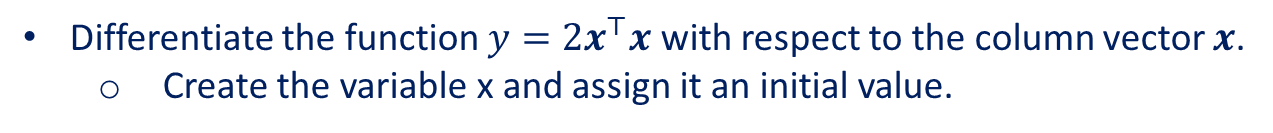 • Differentiate the function y = 2x⊤x with respect to the column vector x.
○ Create the variable x and assign it an initial value.